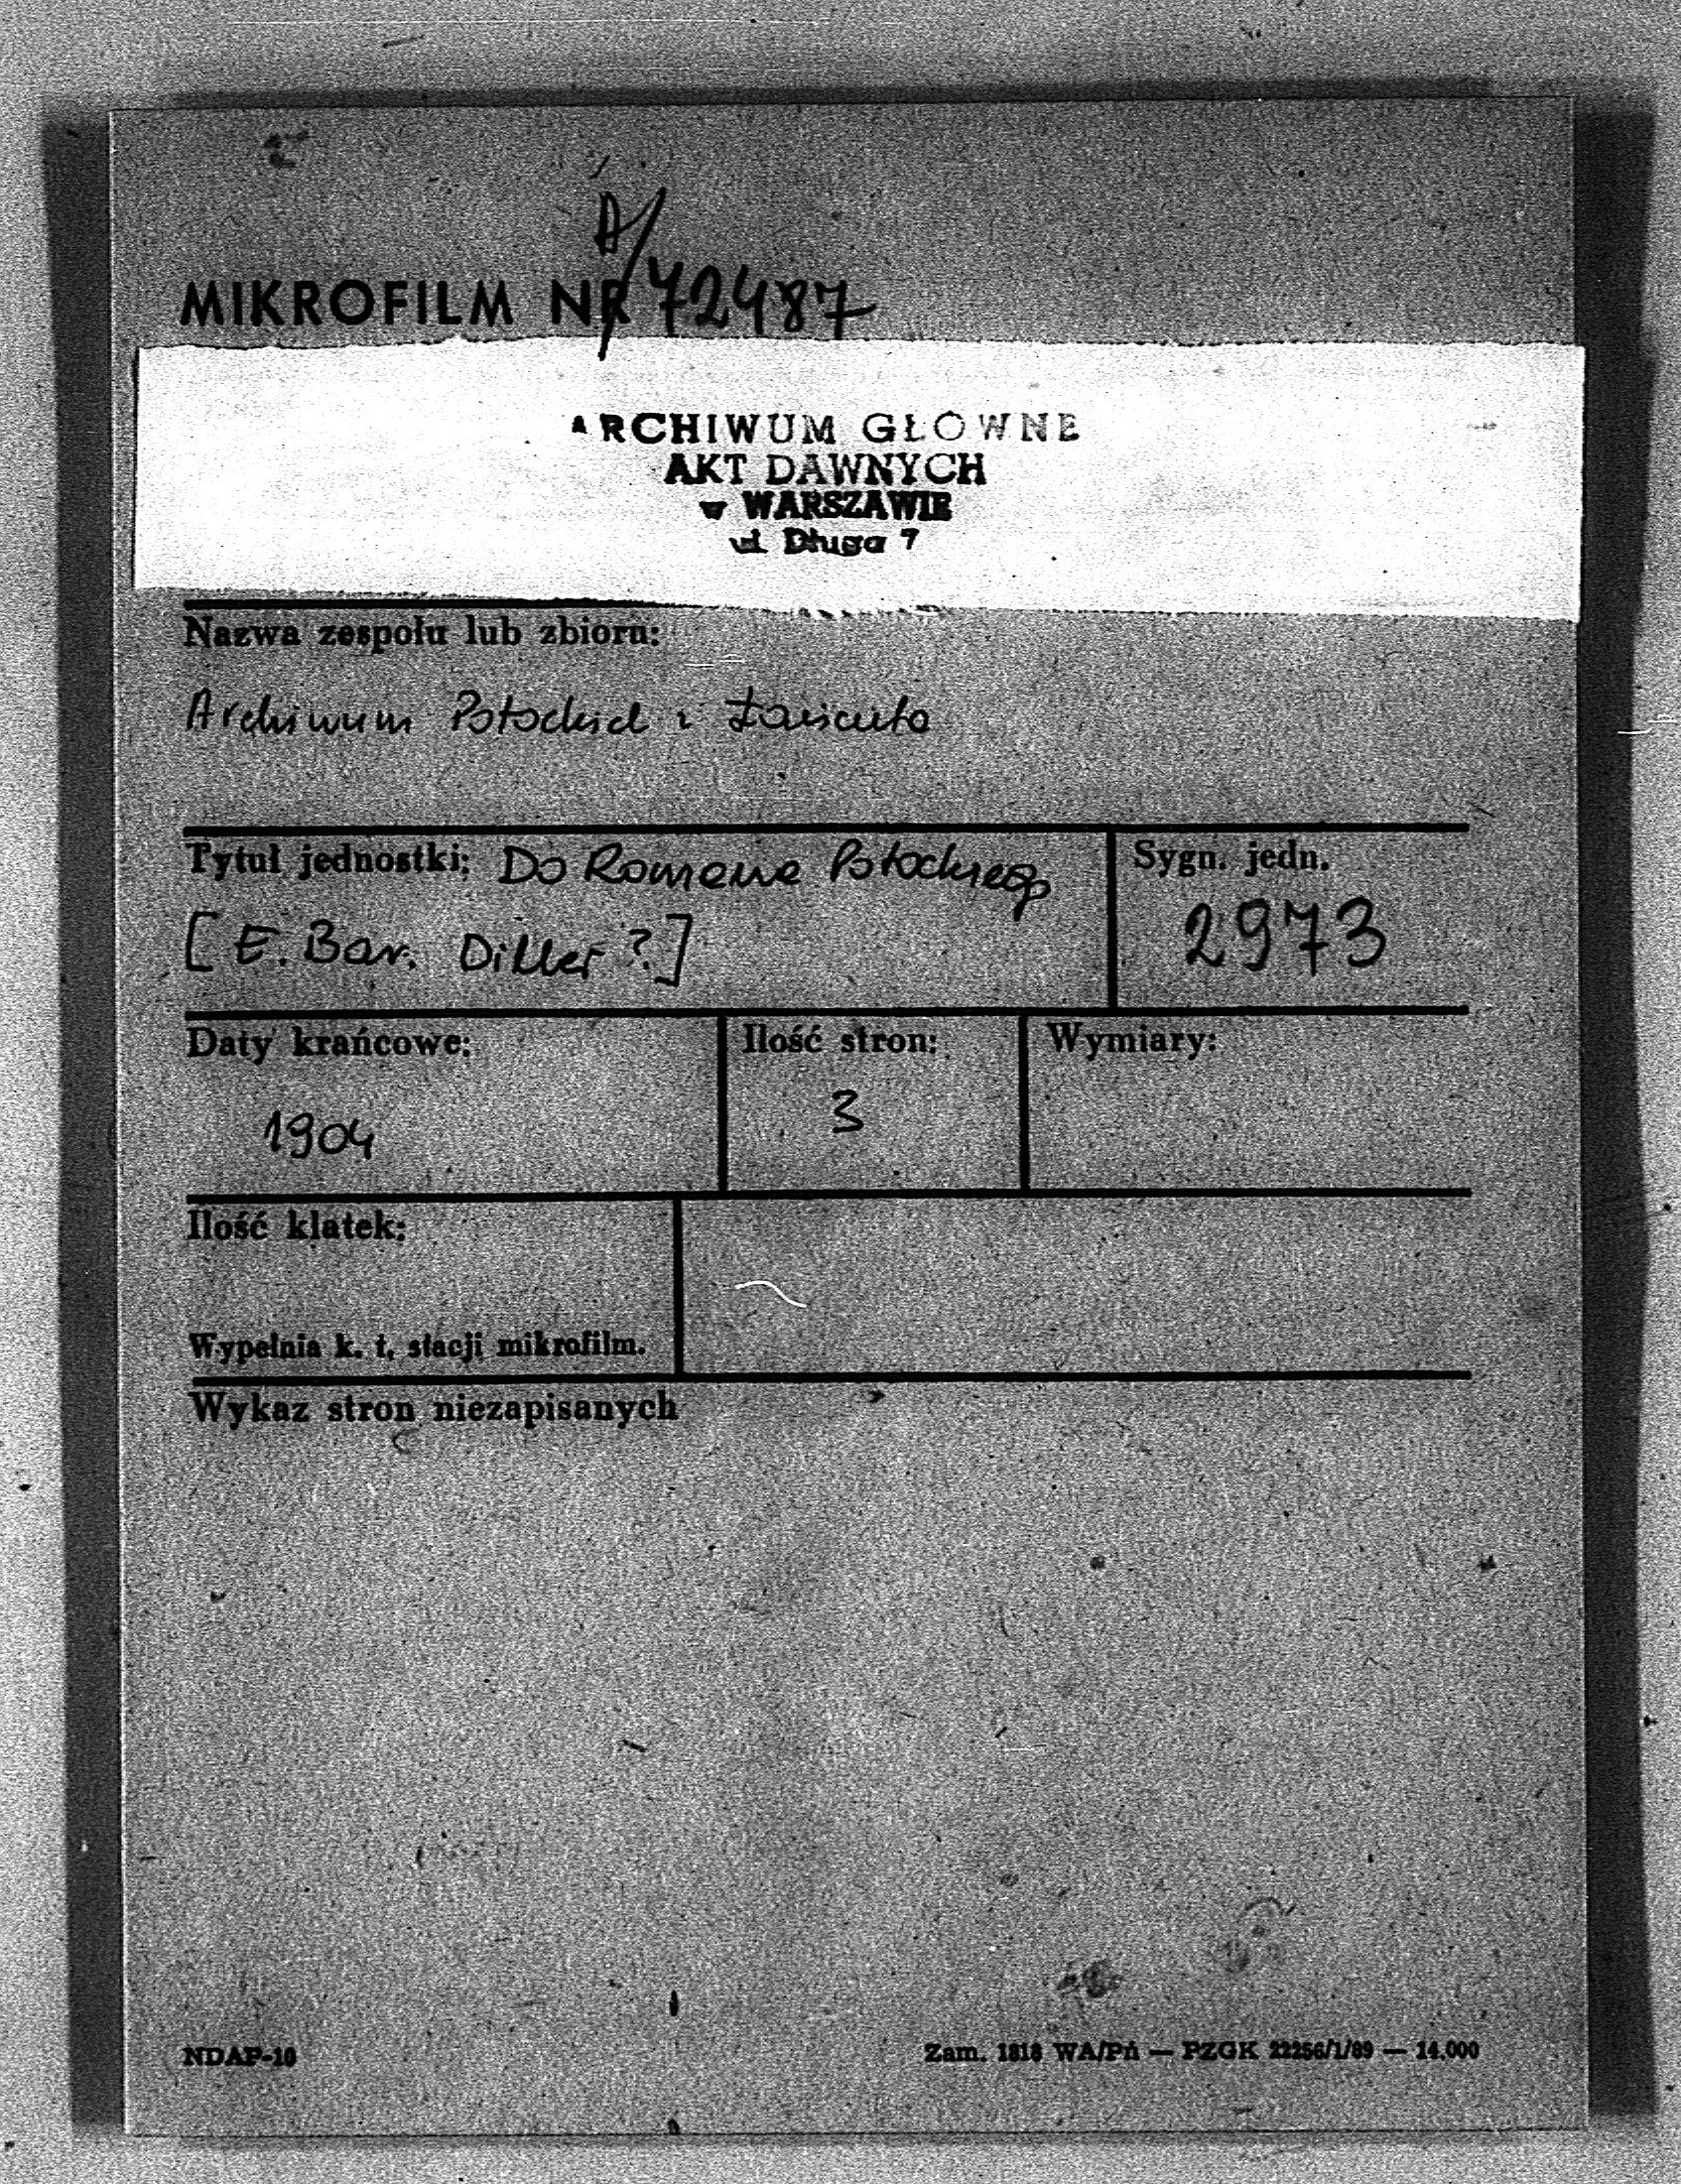 A/
MIKROFILM NR 72487
ARCHIWUM GŁÓWNE
AKT DAWNYCH
w WARSZAWIE
ul. Długa 7
Nazwa zespołu lub zbioru:
Archiwum Potockich z Łańcuta
Tytuł jednostki: Do Romana Potockiego
[E. Bar. Diller?]
Sygn. jedn.
2973
Daty krańcowe:
1904
Ilość stron:
3
Wymiary:
Ilość klatek:
Wypełnia k. t. stacji mikrofilm.
Wykaz stron niezapisanych
NDAP-10
Zam. 1818 WA/Pń — PZGK 22256/1/89 — 14.000